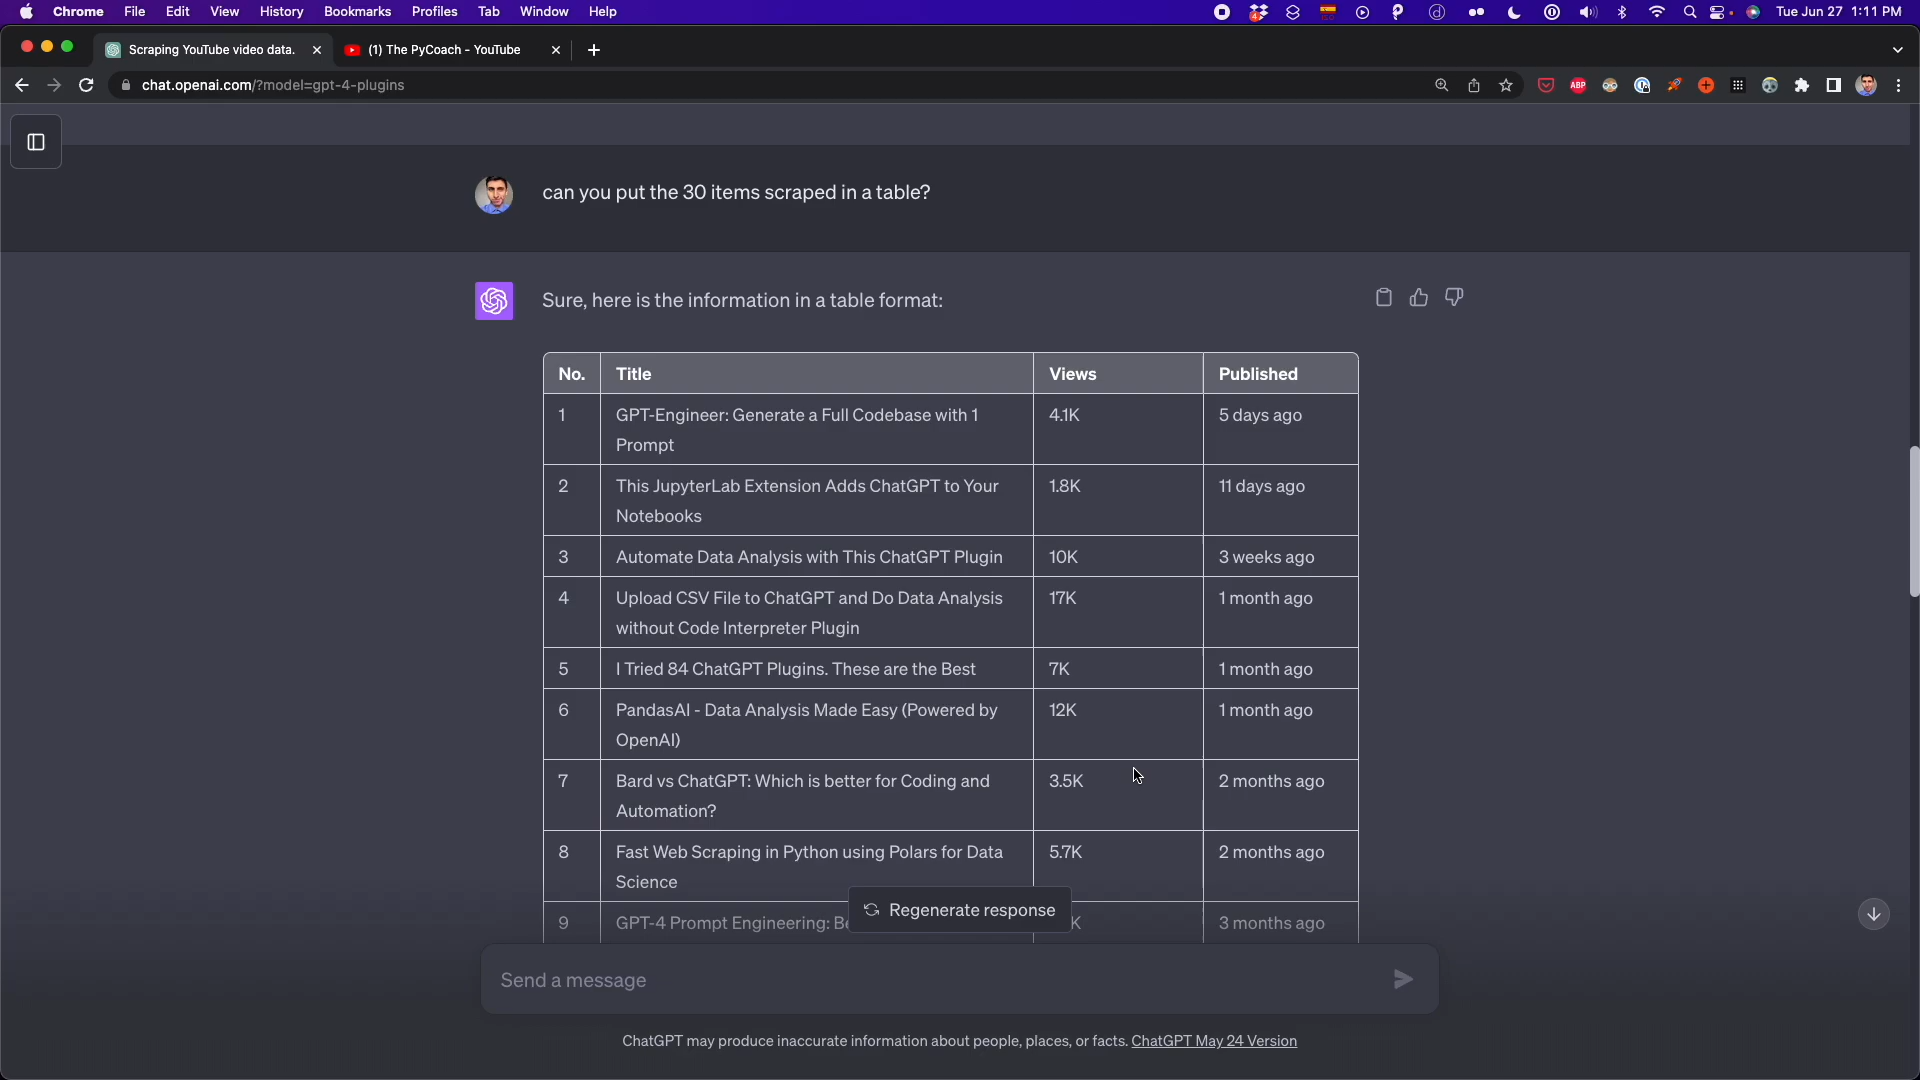 Chrome File Edit View History Bookmarks Profiles Tab Window Help Tue Jun 27 1:11 PM
Scraping YouTube video data. (1) The PyCoach - YouTube
chat.openai.com/?model=gpt-4-plugins ABP
can you put the 30 items scraped in a table?
Sure, here is the information in a table format:
No. Title Views Published
1 GPT-Engineer: Generate a Full Codebase with 1 4.1K 5 days ago
Prompt
2 This JupyterLab Extension Adds ChatGPT to Your 1.8K 11 days ago
Notebooks
3 Automate Data Analysis with This ChatGPT Plugin 10K 3 weeks ago
4 Upload CSV File to ChatGPT and Do Data Analysis 17K 1 month ago
without Code Interpreter Plugin
5 I Tried 84 ChatGPT Plugins. These are the Best 7K 1 month ago
6 PandasAI - Data Analysis Made Easy (Powered by 12K 1 month ago
OpenAI)
7 Bard vs ChatGPT: Which is better for Coding and 3.5K 2 months ago
Automation?
8 Fast Web Scraping in Python using Polars for Data 5.7K 2 months ago
Science
Regenerate response
9 GPT-4 Prompt Engineering: K 3 months ago
Send a message
ChatGPT may produce inaccurate information about people, places, or facts. ChatGPT May 24 Version